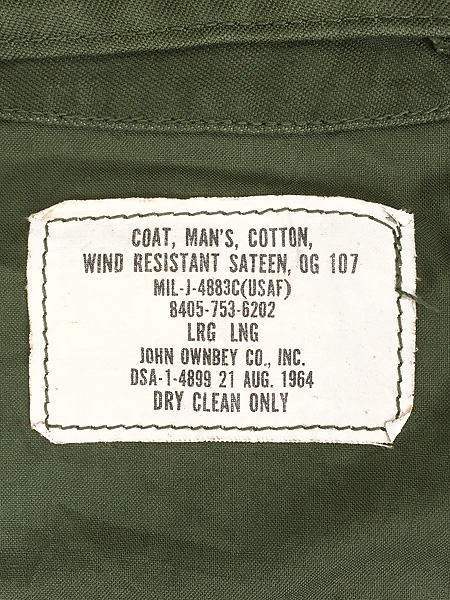 COAT, MAN'S, COTTON,
WIND RESISTANT SATEEN, OG 107
MIL-J-4883C(USAF)
8405-753-6202
LRG LNG
JOHN OWNBEY CO., INC.
DSA-1-4899 21 AUG. 1964
DRY CLEAN ONLY